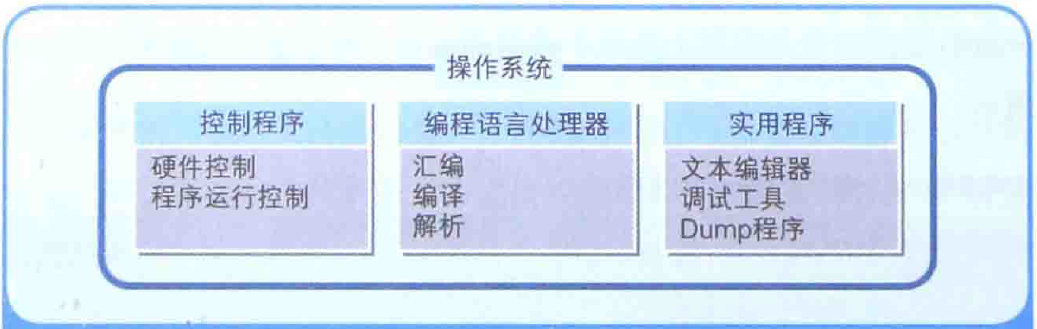 操作系统
控制程序
硬件控制
程序运行控制
编程语言处理器
汇编
编译
解析
实用程序
文本编辑器
调试工具
Dump程序